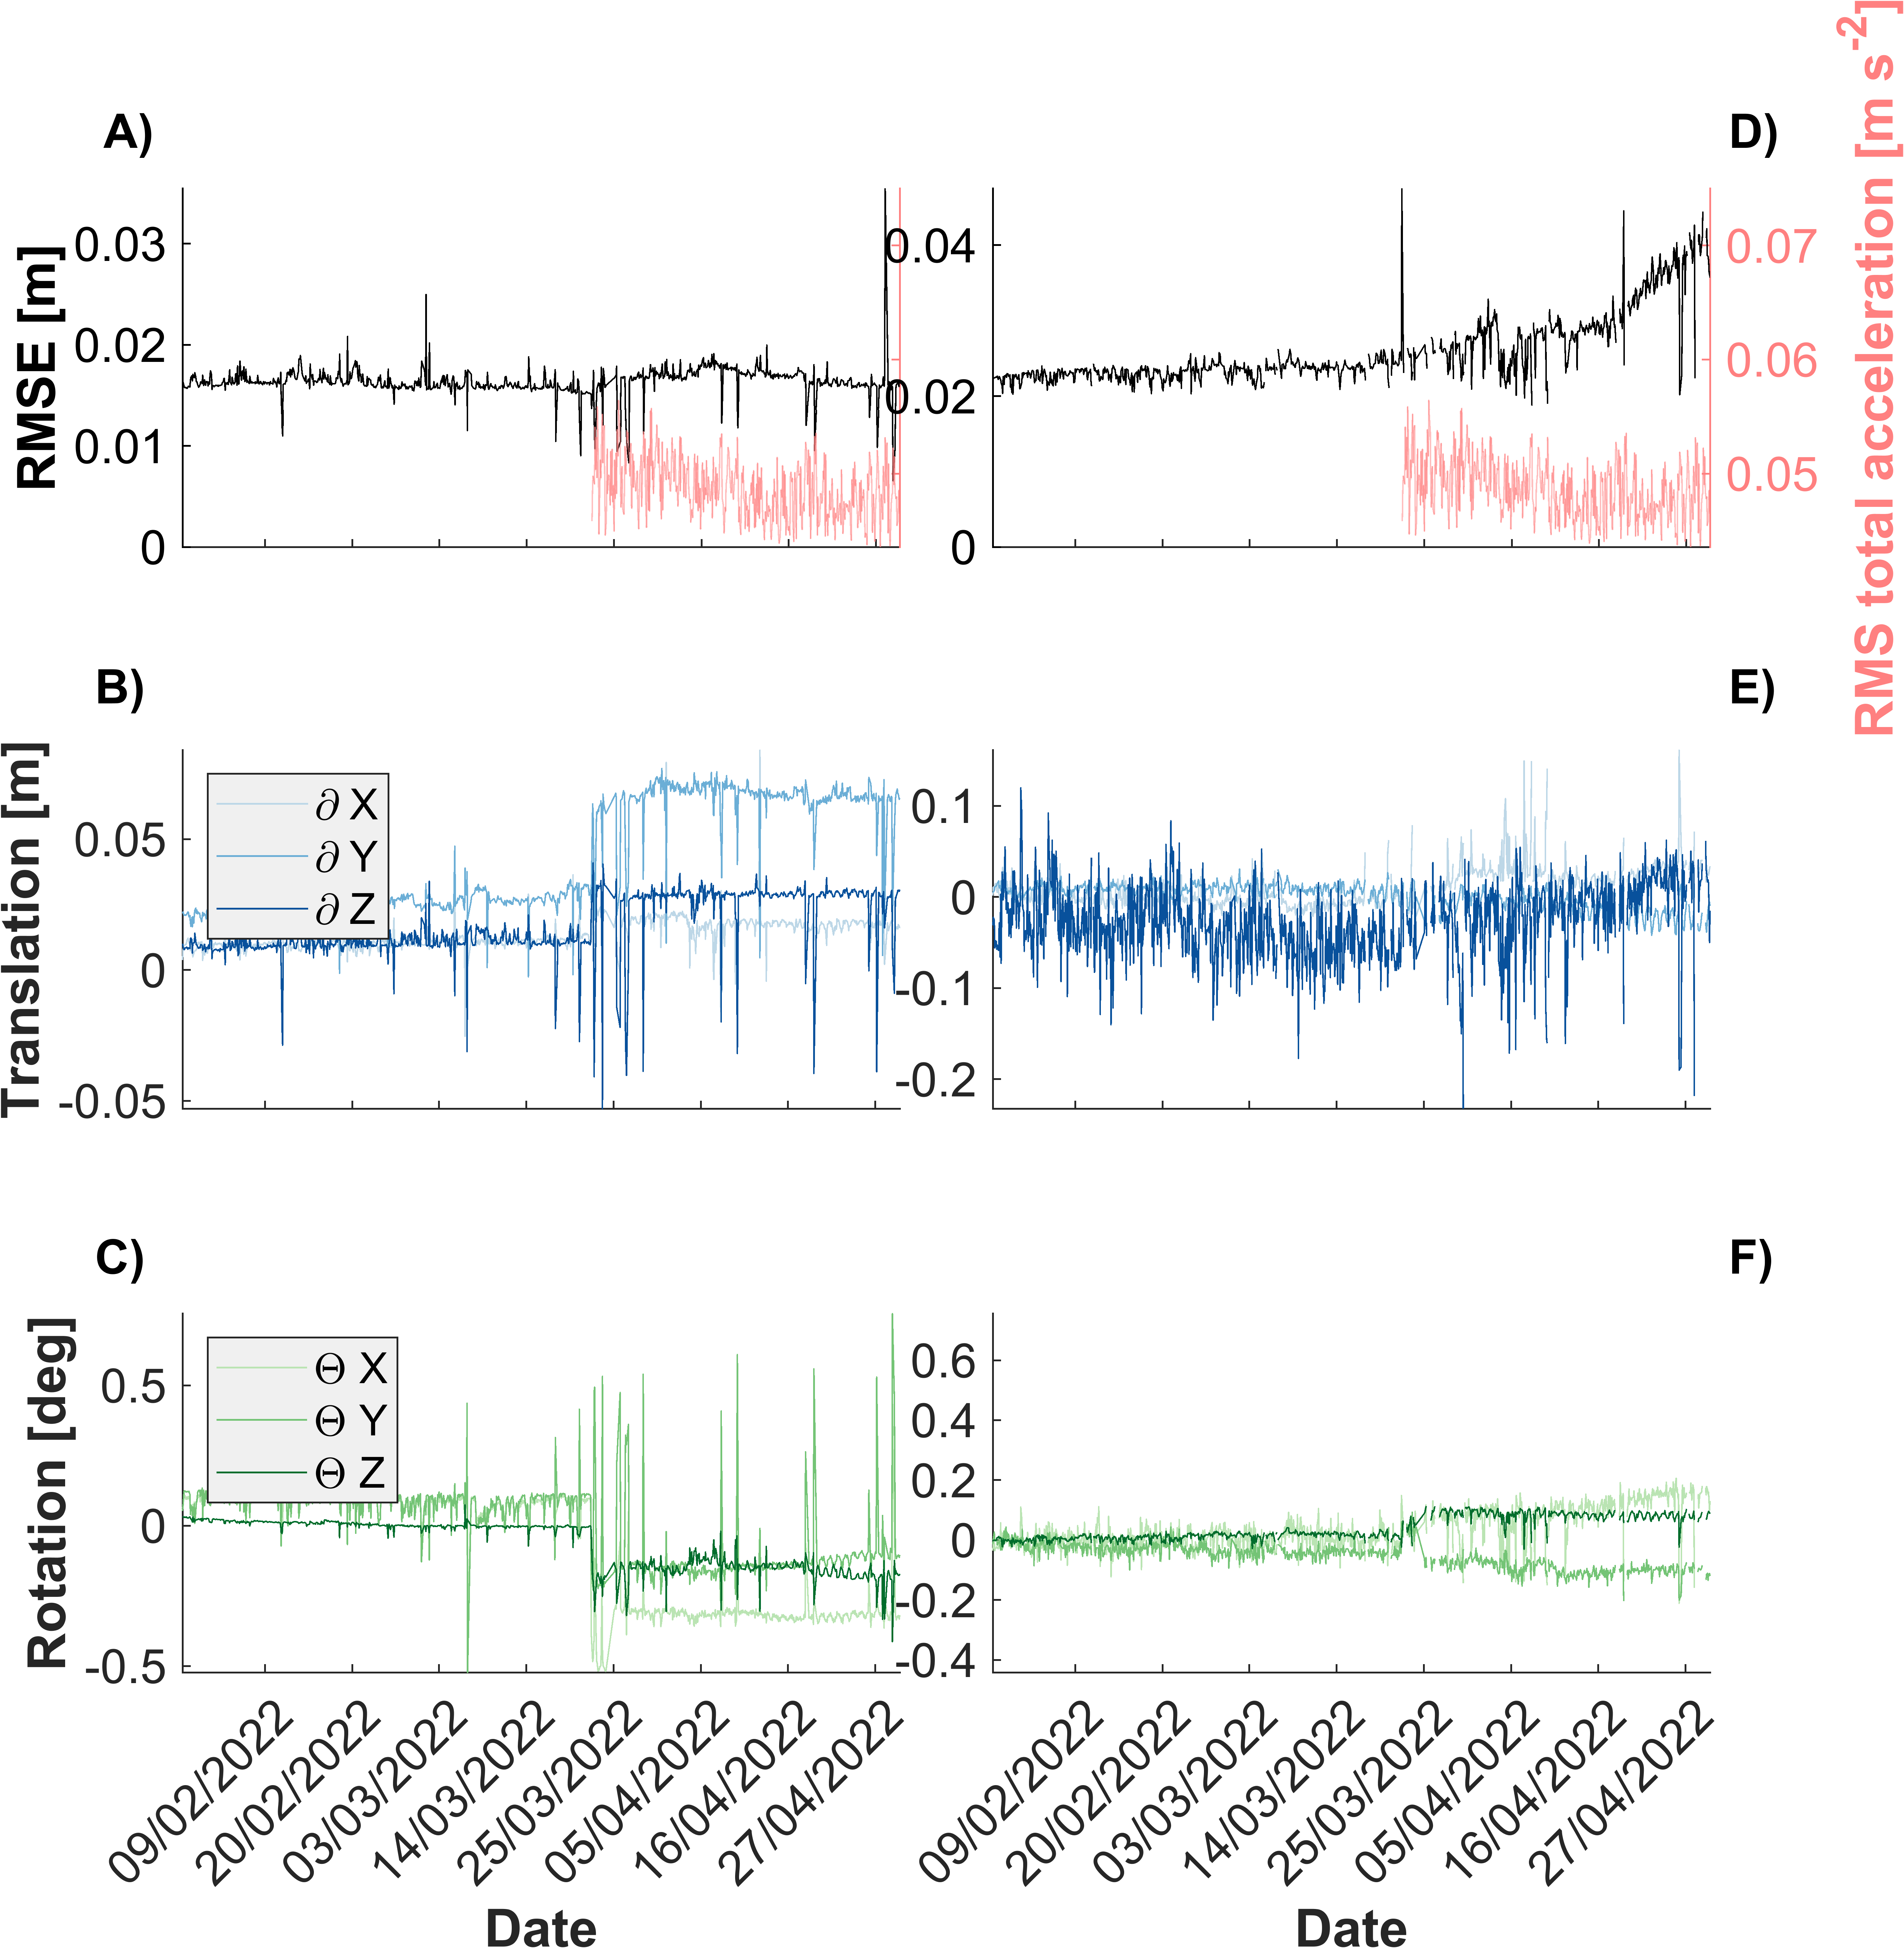 A)
D)
RMSE [m]
0.03
0.02
0.01
0
0.04
0.02
0
0.07
0.06
0.05
RMS total acceleration [m s-2]
B)
E)
Translation [m]
0.05
0
-0.05
∂ X
∂ Y
∂ Z
0.1
0
-0.1
-0.2
C)
F)
Rotation [deg]
0.5
0
-0.5
Θ X
Θ Y
Θ Z
0.6
0.4
0.2
0
-0.2
-0.4
09/02/2022
20/02/2022
03/03/2022
14/03/2022
25/03/2022
05/04/2022
16/04/2022
27/04/2022
09/02/2022
20/02/2022
03/03/2022
14/03/2022
25/03/2022
05/04/2022
16/04/2022
27/04/2022
Date
Date